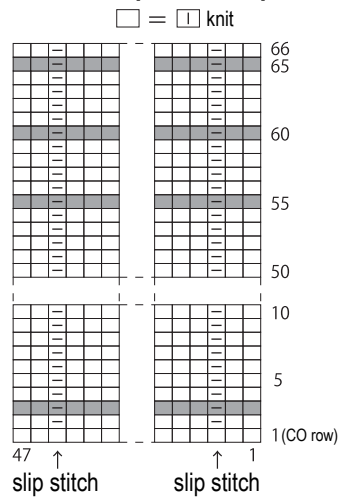 = | knit
66
65
60
55
50
10
5
1 (CO row)
47 1
slip stitch slip stitch